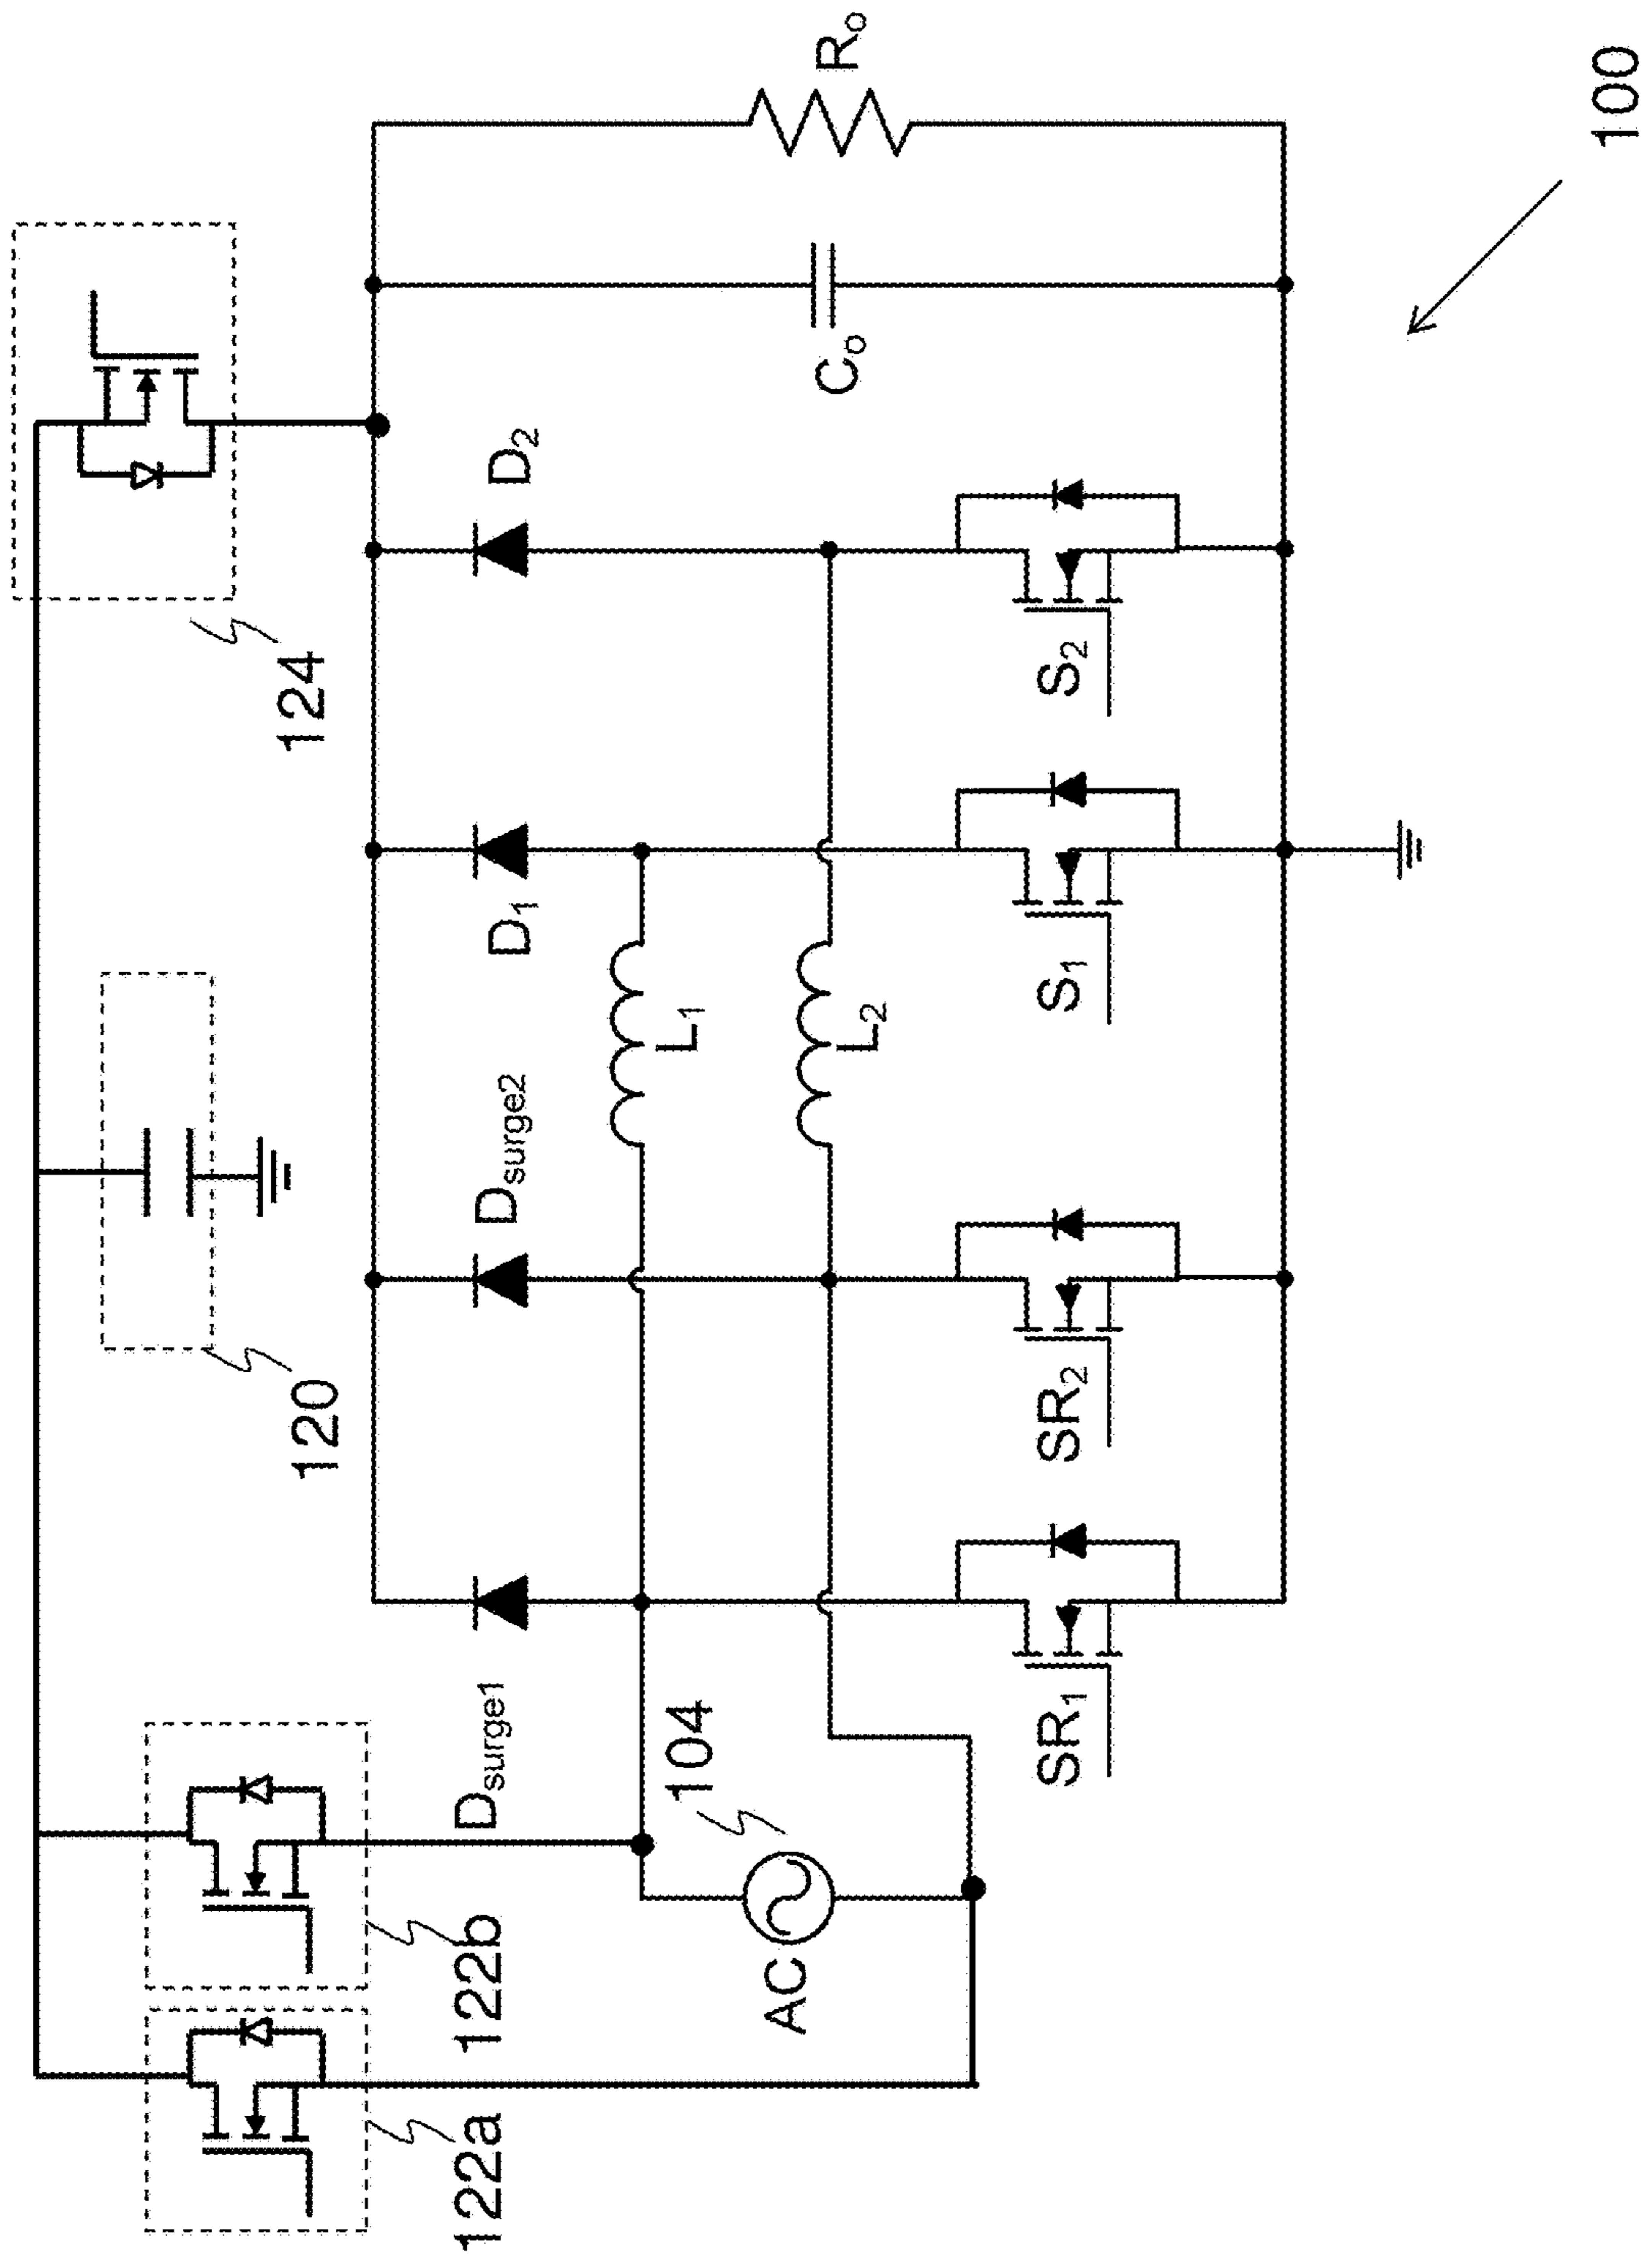 124
120
122b
122a
D₂
D₁
Dsurge2
Dsurge1
L₁
L₂
Cₒ
Rₒ
104
AC
S₂
S₁
SR₂
SR₁
100